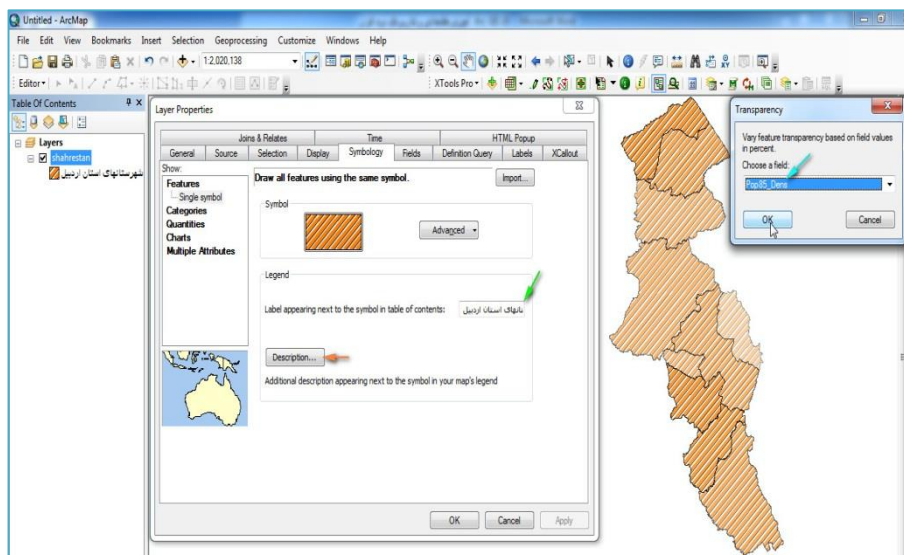 Untitled - ArcMap
File Edit View Bookmarks Insert Selection Geoprocessing Customize Windows Help
1:2,020,138
Editor
XTools Pro
Table Of Contents
Layers
shahrestan
شهرستانهای استان اردبیل
Layer Properties
Joins & Relates Time HTML Popup
General Source Selection Display Symbology Fields Definition Query Labels XCallout
Show:
Features
Single symbol
Categories
Quantities
Charts
Multiple Attributes
Draw all features using the same symbol.
Import...
Symbol
Advanced
Legend
Label appearing next to the symbol in table of contents:
تانهای استان اردبیل
Description...
Additional description appearing next to the symbol in your map's legend
OK Cancel Apply
Transparency
Vary feature transparency based on field values
in percent.
Choose a field:
Pop85_Dens
OK Cancel